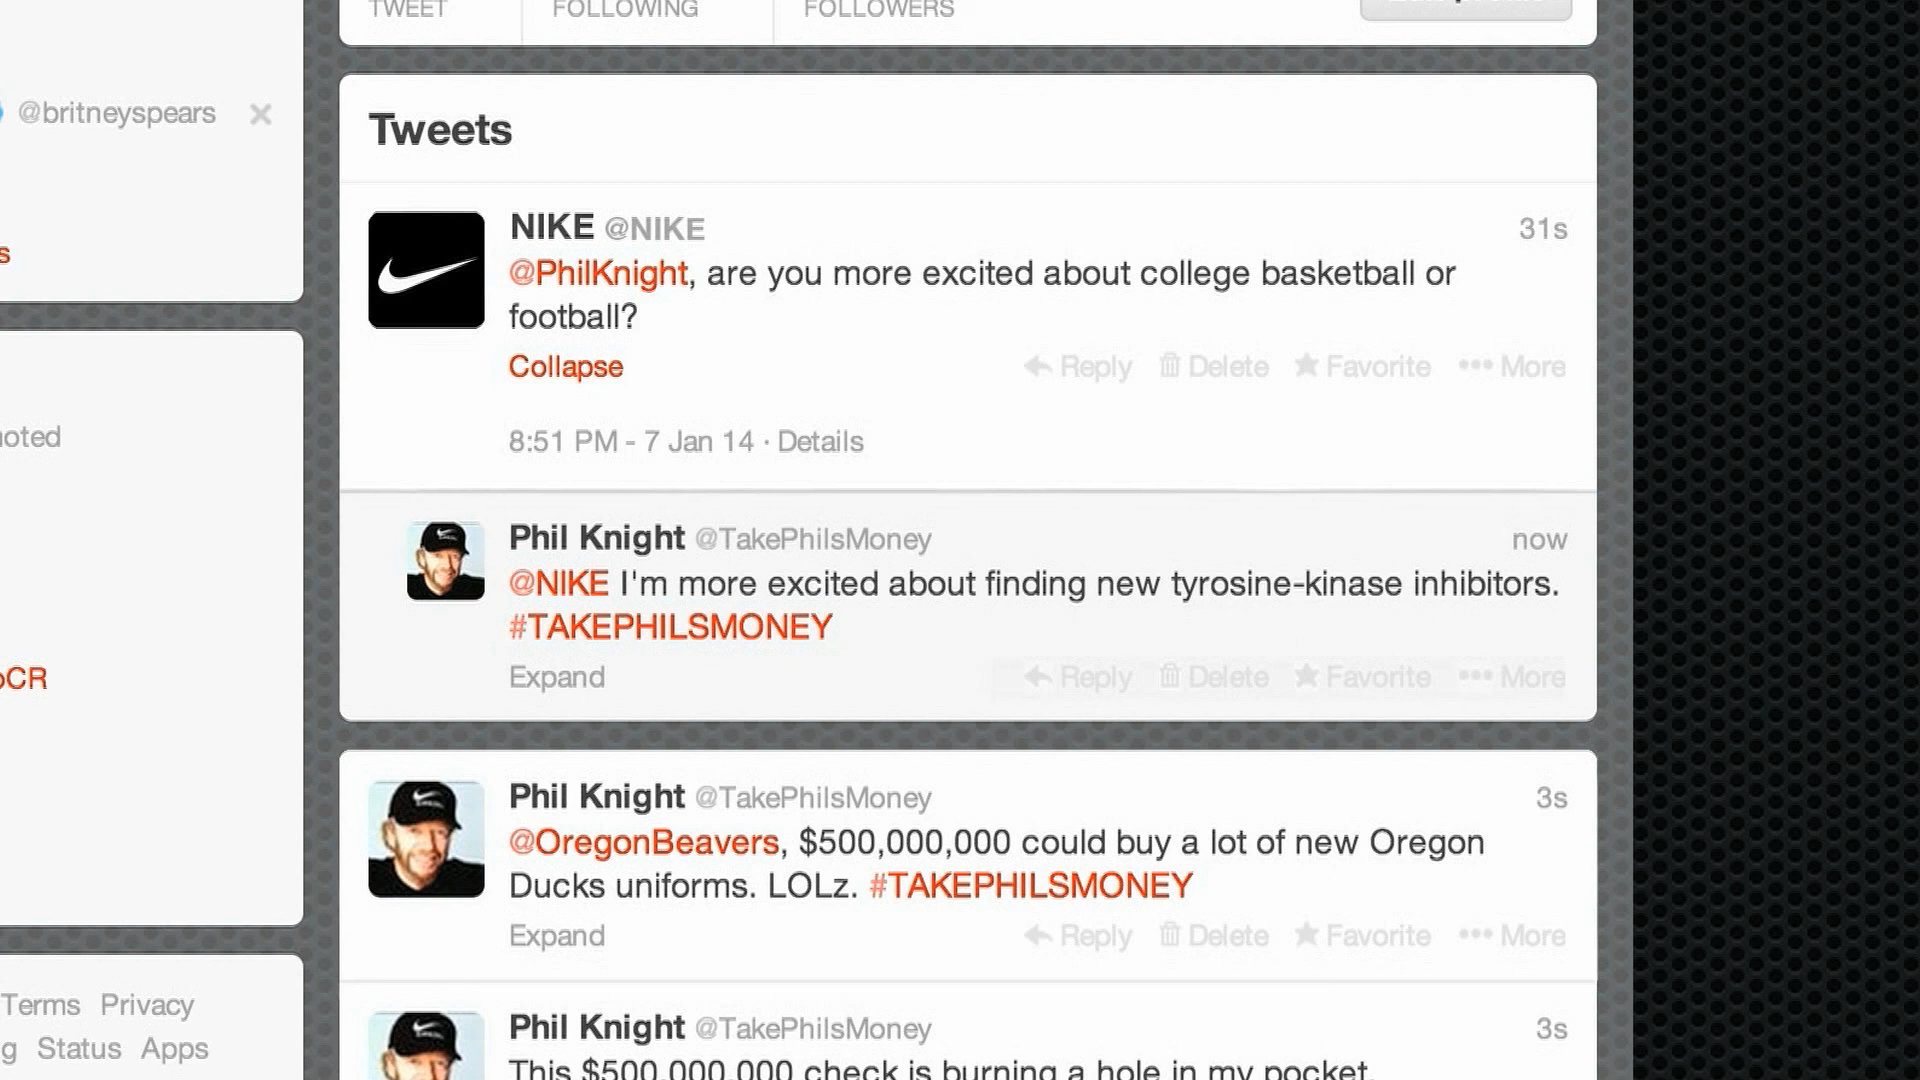 TWEET FOLLOWING FOLLOWERS
@britneyspears
Tweets
NIKE @NIKE 31s
@PhilKnight, are you more excited about college basketball or
football?
Collapse Reply Delete Favorite More
8:51 PM - 7 Jan 14 · Details
Phil Knight @TakePhilsMoney now
@NIKE I'm more excited about finding new tyrosine-kinase inhibitors.
#TAKEPHILSMONEY
Expand Reply Delete Favorite More
Phil Knight @TakePhilsMoney 3s
@OregonBeavers, $500,000,000 could buy a lot of new Oregon
Ducks uniforms. LOLz. #TAKEPHILSMONEY
Expand Reply Delete Favorite More
Terms Privacy
Status Apps
Phil Knight @TakePhilsMoney 3s
This $500,000,000 check is burning a hole in my pocket.